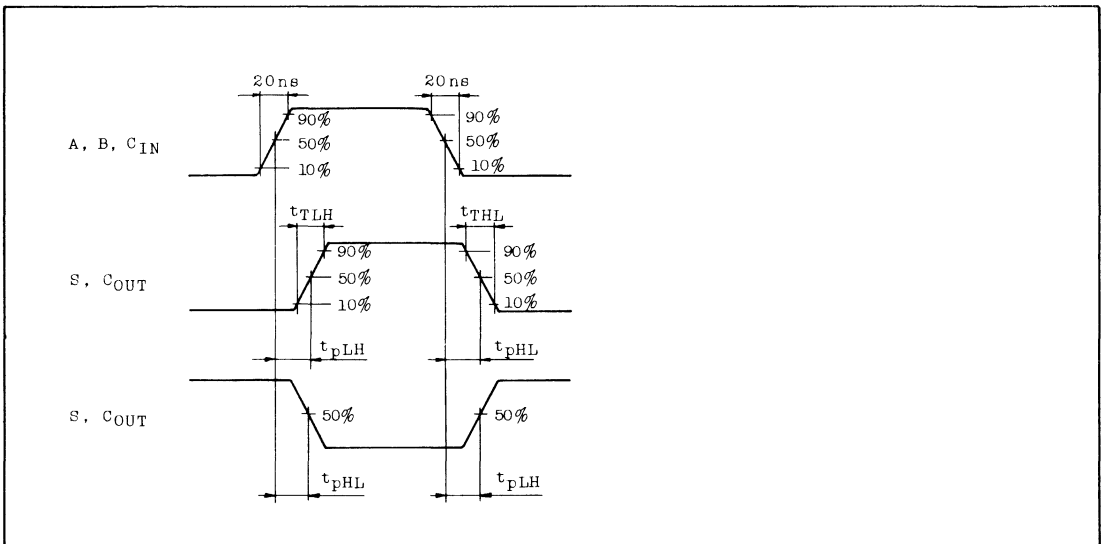 20ns 20ns
90% 90%
A, B, CIN 50% 50%
10% 10%
tTLH tTHL
90% 90%
S, COUT 50% 50%
10% 10%
tpLH tpHL
S, COUT 50% 50%
tpHL tpLH